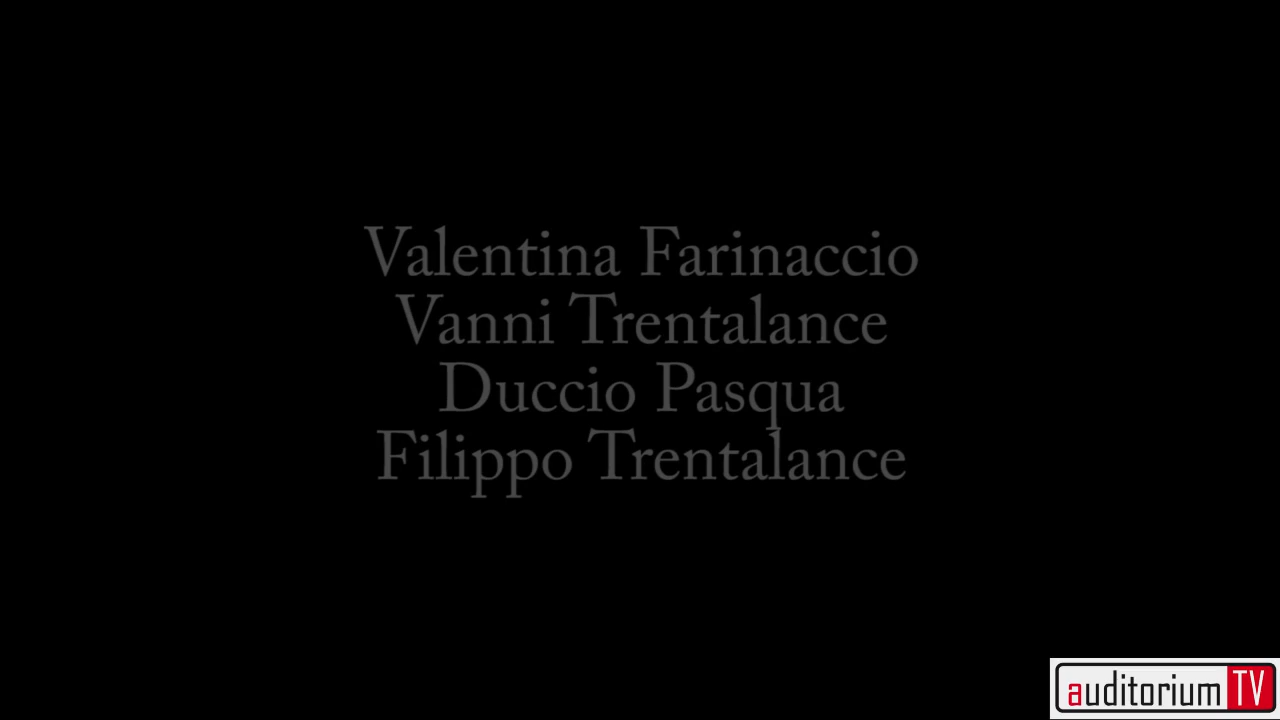 Valentina Farinaccio
Vanni Trentalance
Duccio Pasqua
Filippo Trentalance
auditorium TV